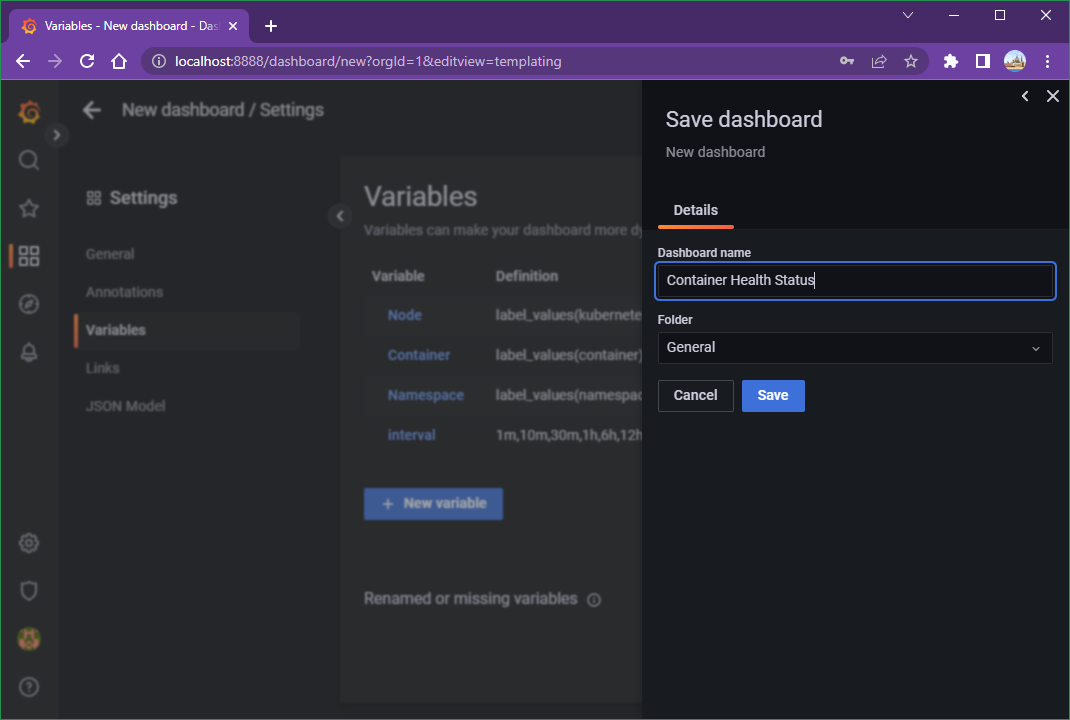 Variables - New dashboard - Das
localhost:8888/dashboard/new?orgId=1&editview=templating
New dashboard / Settings
Settings
General
Annotations
Variables
Links
JSON Model
Variables
Variables can make your dashboard more dy
Variable Definition
Node label_values(kubernete
Container label_values(container)
Namespace label_values(namespac
interval 1m,10m,30m,1h,6h,12h
+ New variable
Renamed or missing variables
Save dashboard
New dashboard
Details
Dashboard name
Container Health Status
Folder
General
Cancel Save